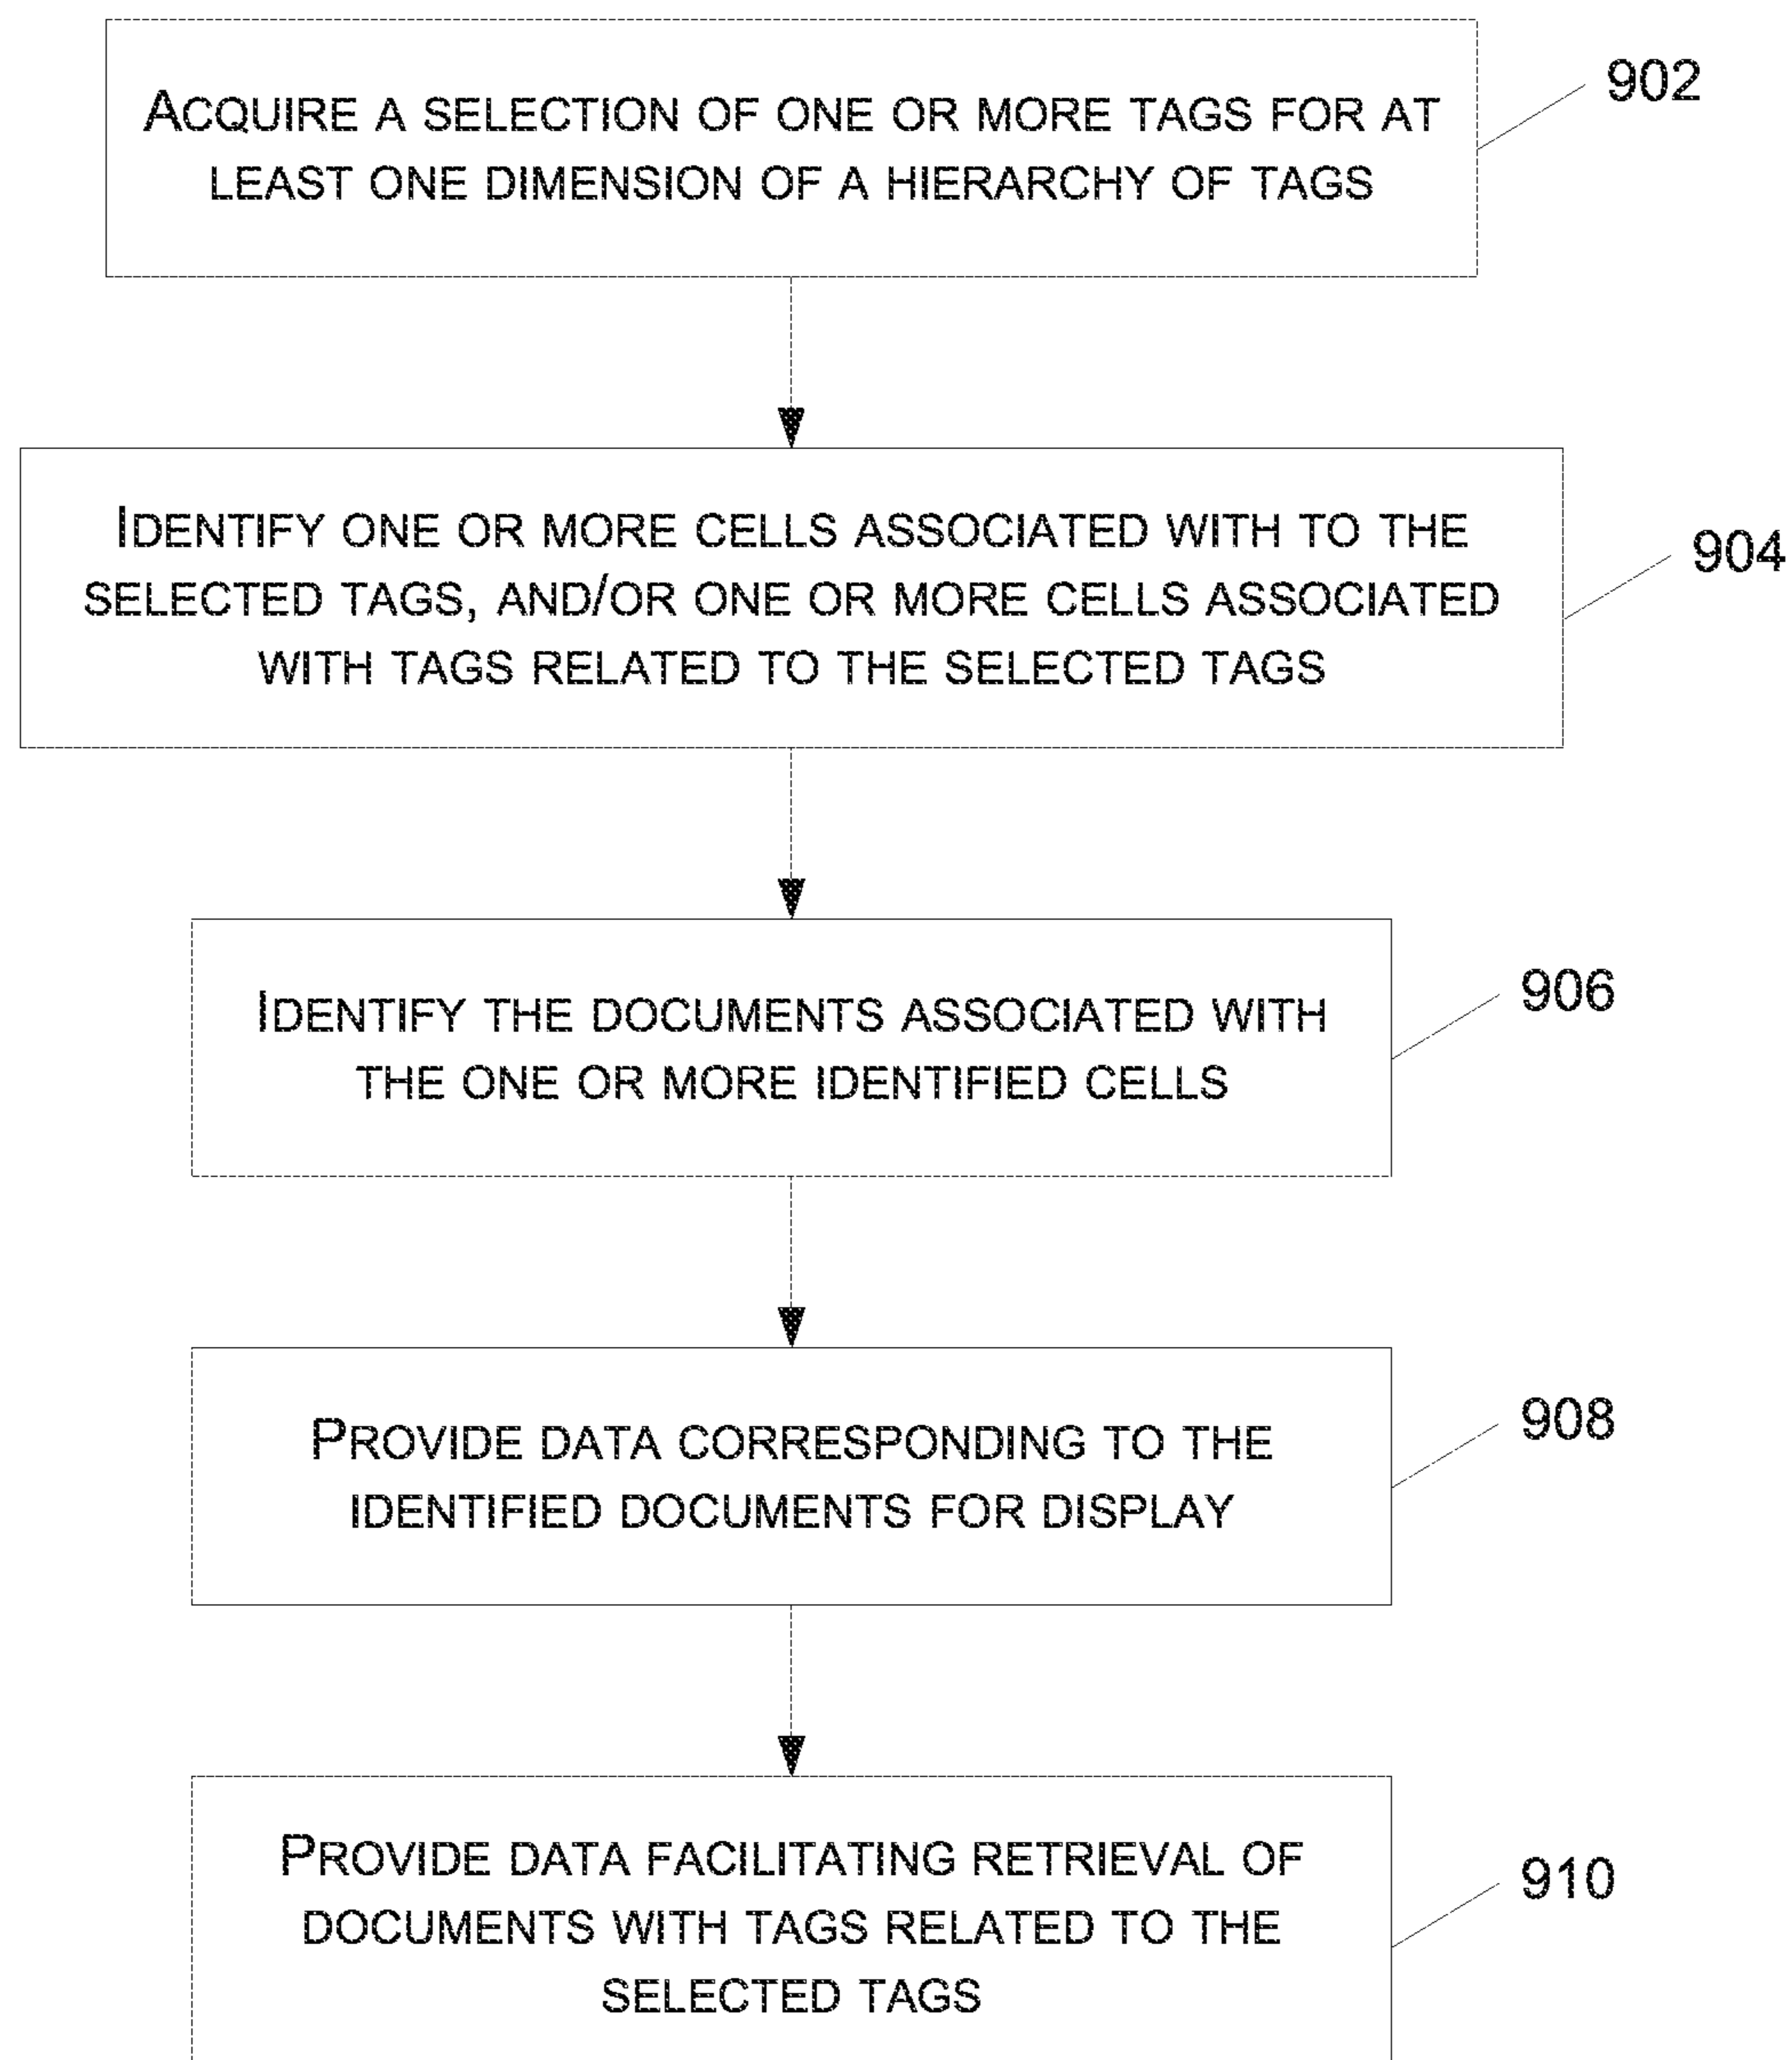 ACQUIRE A SELECTION OF ONE OR MORE TAGS FOR AT
LEAST ONE DIMENSION OF A HIERARCHY OF TAGS
902
IDENTIFY ONE OR MORE CELLS ASSOCIATED WITH TO THE
SELECTED TAGS, AND/OR ONE OR MORE CELLS ASSOCIATED
WITH TAGS RELATED TO THE SELECTED TAGS
904
IDENTIFY THE DOCUMENTS ASSOCIATED WITH
THE ONE OR MORE IDENTIFIED CELLS
906
PROVIDE DATA CORRESPONDING TO THE
IDENTIFIED DOCUMENTS FOR DISPLAY
908
PROVIDE DATA FACILITATING RETRIEVAL OF
DOCUMENTS WITH TAGS RELATED TO THE
SELECTED TAGS
910